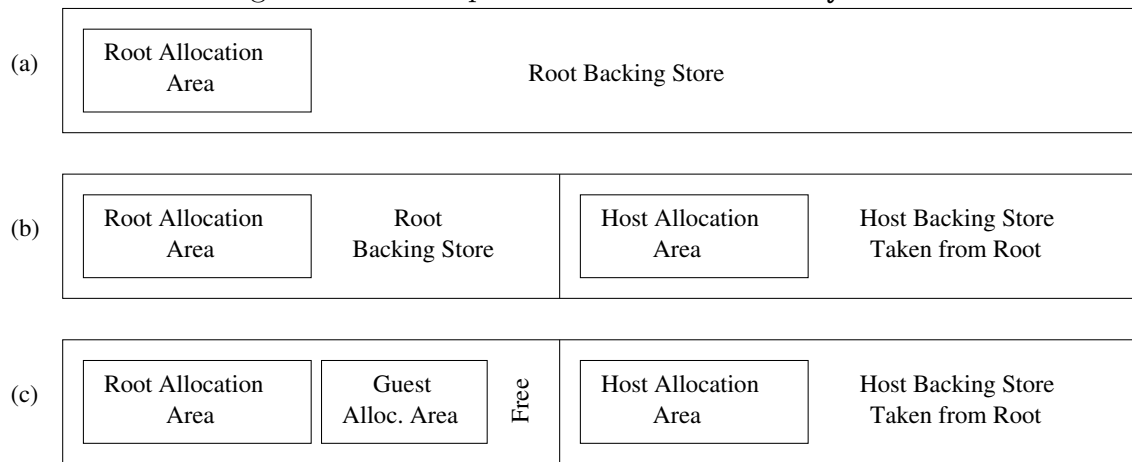 (a)
Root Allocation
Area
Root Backing Store
(b)
Root Allocation
Area
Root
Backing Store
Host Allocation
Area
Host Backing Store
Taken from Root
(c)
Root Allocation
Area
Guest
Alloc. Area
Free
Host Allocation
Area
Host Backing Store
Taken from Root